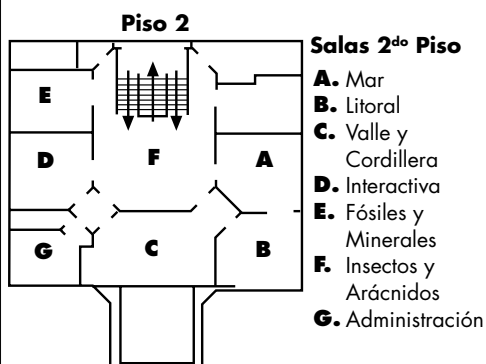 Piso 2
E
D
F
A
G
C
B
Salas 2do Piso
A. Mar
B. Litoral
C. Valle y
Cordillera
D. Interactiva
E. Fósiles y
Minerales
F. Insectos y
Arácnidos
G. Administración